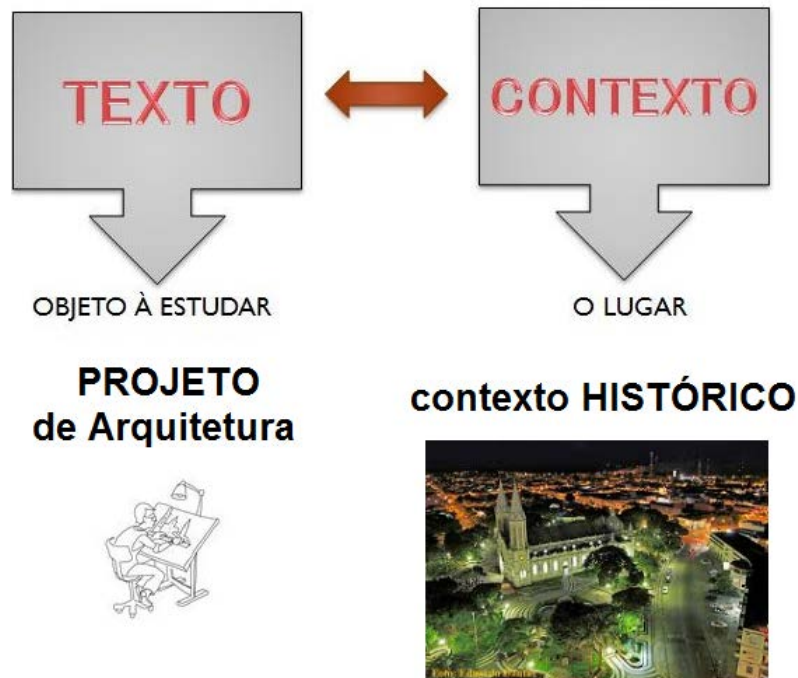 TEXTO
CONTEXTO
OBJETO À ESTUDAR
O LUGAR
PROJETO
de Arquitetura
contexto HISTÓRICO